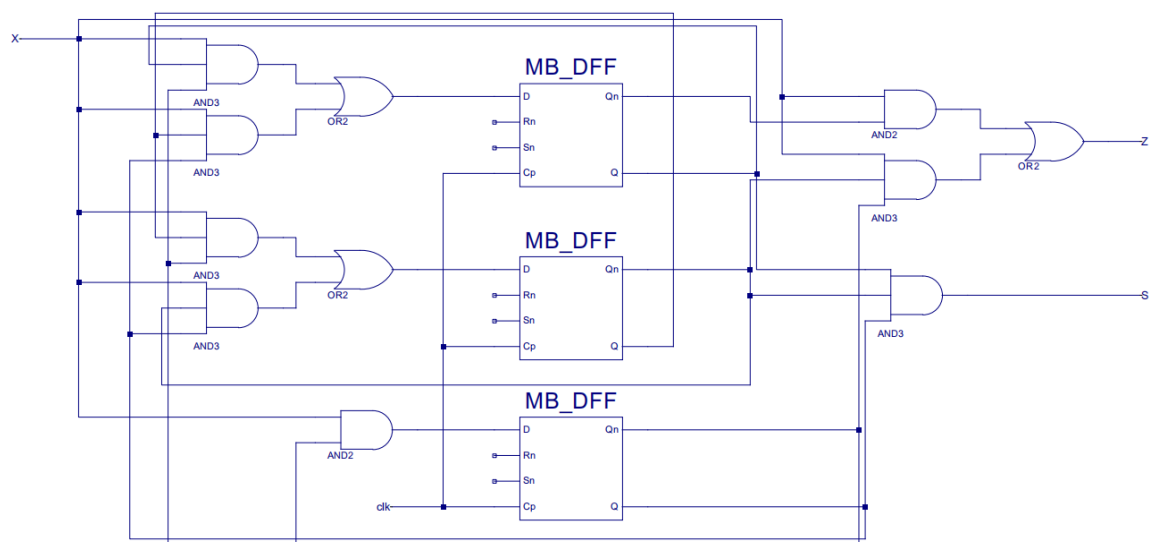 X
AND3
OR2
AND3
MB_DFF
D
Rn
Sn
Cp
Qn
Q
AND2
AND3
OR2
Z
AND3
OR2
AND3
MB_DFF
D
Rn
Sn
Cp
Qn
Q
AND3
S
AND2
MB_DFF
D
Rn
Sn
Cp
Qn
Q
clk